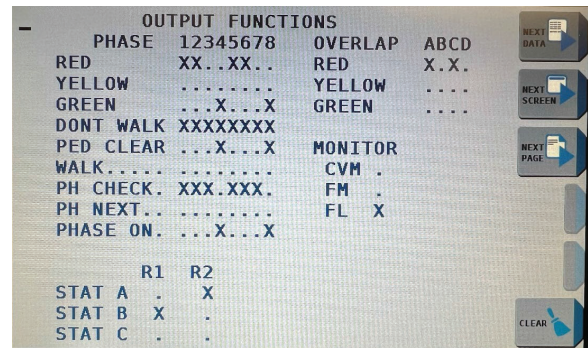 OUTPUT FUNCTIONS
PHASE 12345678 OVERLAP ABCD
RED XX..XX.. RED X.X.
YELLOW ........ YELLOW ....
GREEN ...X...X GREEN ....
DONT WALK XXXXXXXX
PED CLEAR ...X...X MONITOR
WALK..... ........ CVM .
PH CHECK. XXX.XXX. FM .
PH NEXT.. ........ FL X
PHASE ON. ...X...X
R1 R2
STAT A . X
STAT B X .
STAT C . .
NEXT
DATA
NEXT
SCREEN
NEXT
PAGE
CLEAR